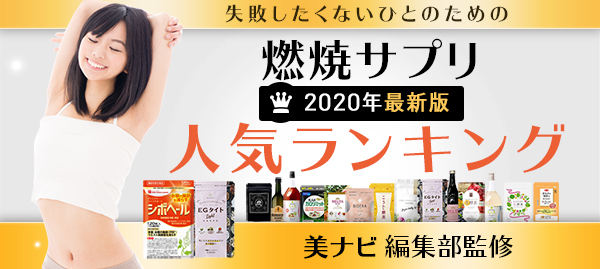 失敗したくないひとのための
燃焼サプリ
2020年最新版
人気ランキング
シボヘール
KGタイト
美ナビ 編集部監修